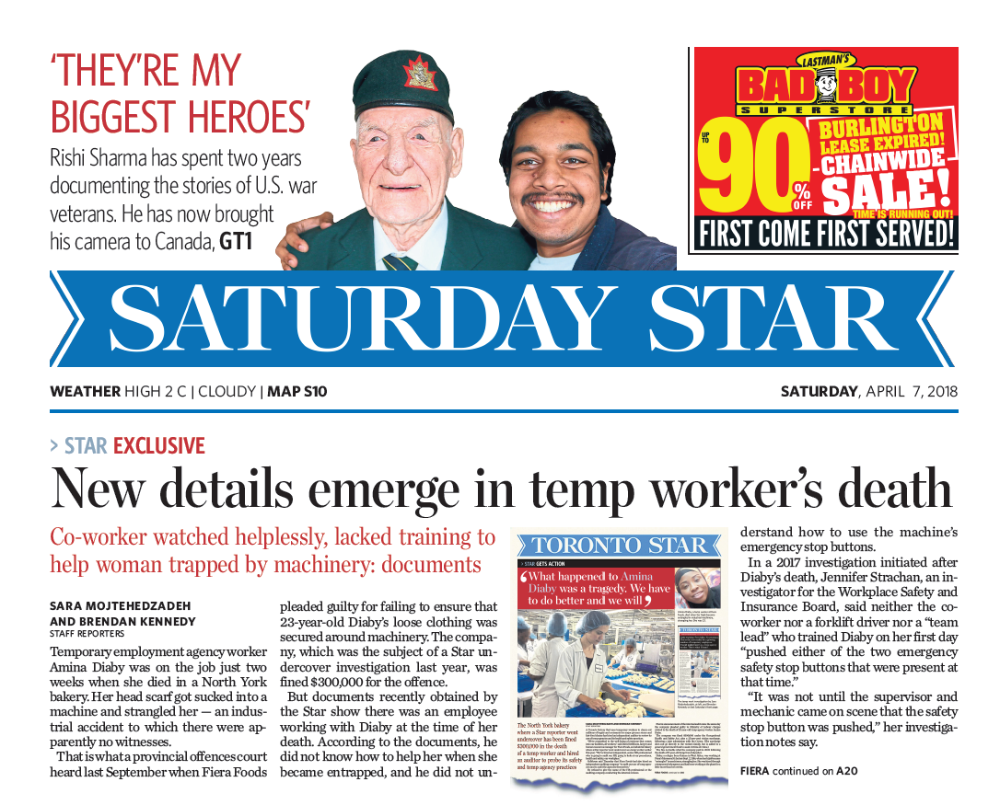 ‘THEY’RE MY
BIGGEST HEROES’
Rishi Sharma has spent two years
documenting the stories of U.S. war
veterans. He has now brought
his camera to Canada, GT1
LASTMAN'S
BAD BOY
SUPERSTORE
UP TO
90
% OFF
BURLINGTON
LEASE EXPIRED!
CHAINWIDE
SALE!
TIME IS RUNNING OUT!
FIRST COME FIRST SERVED!
SATURDAY STAR
WEATHER HIGH 2 C | CLOUDY | MAP S10
SATURDAY, APRIL 7, 2018
> STAR EXCLUSIVE
New details emerge in temp worker’s death
Co-worker watched helplessly, lacked training to
help woman trapped by machinery: documents
SARA MOJTEHEDZADEH
AND BRENDAN KENNEDY
STAFF REPORTERS
Temporary employment agency worker
Amina Diaby was on the job just two
weeks when she died in a North York
bakery. Her head scarf got sucked into a
machine and strangled her — an indus-
trial accident to which there were ap-
parently no witnesses.
That is what a provincial offences court
heard last September when Fiera Foods
pleaded guilty for failing to ensure that
23-year-old Diaby’s loose clothing was
secured around machinery. The compa-
ny, which was the subject of a Star un-
dercover investigation last year, was
fined $300,000 for the offence.
But documents recently obtained by
the Star show there was an employee
working with Diaby at the time of her
death. According to the documents, he
did not know how to help her when she
became entrapped, and he did not un-
TORONTO STAR
> STAR GETS ACTION
‘What happened to Amina
Diaby was a tragedy. We have
to do better and we will’
TORONTO STAR
The North York bakery
where a Star reporter went
undercover has been fined
$300,000 in the death
of a temp worker and hired
an auditor to probe its safety
and temp agency practices
derstand how to use the machine’s
emergency stop buttons.
In a 2017 investigation initiated after
Diaby’s death, Jennifer Strachan, an in-
vestigator for the Workplace Safety and
Insurance Board, said neither the co-
worker nor a forklift driver nor a “team
lead” who trained Diaby on her first day
“pushed either of the two emergency
safety stop buttons that were present at
that time.”
“It was not until the supervisor and
mechanic came on scene that the safety
stop button was pushed,” her investiga-
tion notes say.
FIERA continued on A20